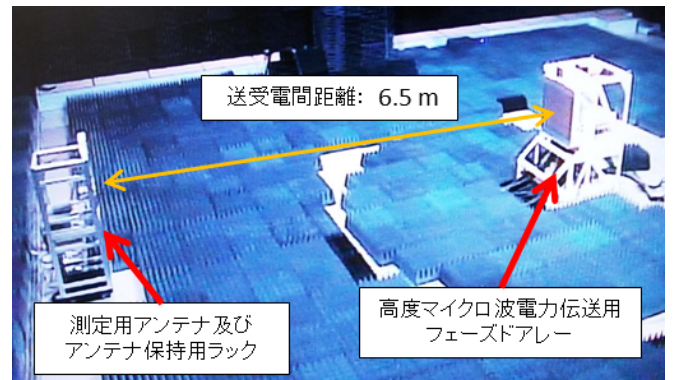 送受電間距離: 6.5 m
測定用アンテナ及び
アンテナ保持用ラック
高度マイクロ波電力伝送用
フェーズドアレー